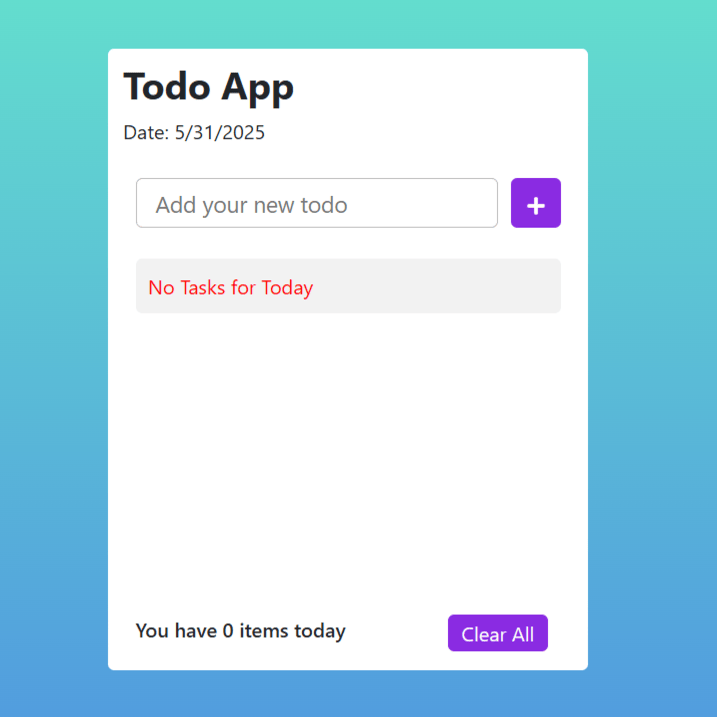 Todo App
Date: 5/31/2025
Add your new todo
+
No Tasks for Today
You have 0 items today
Clear All